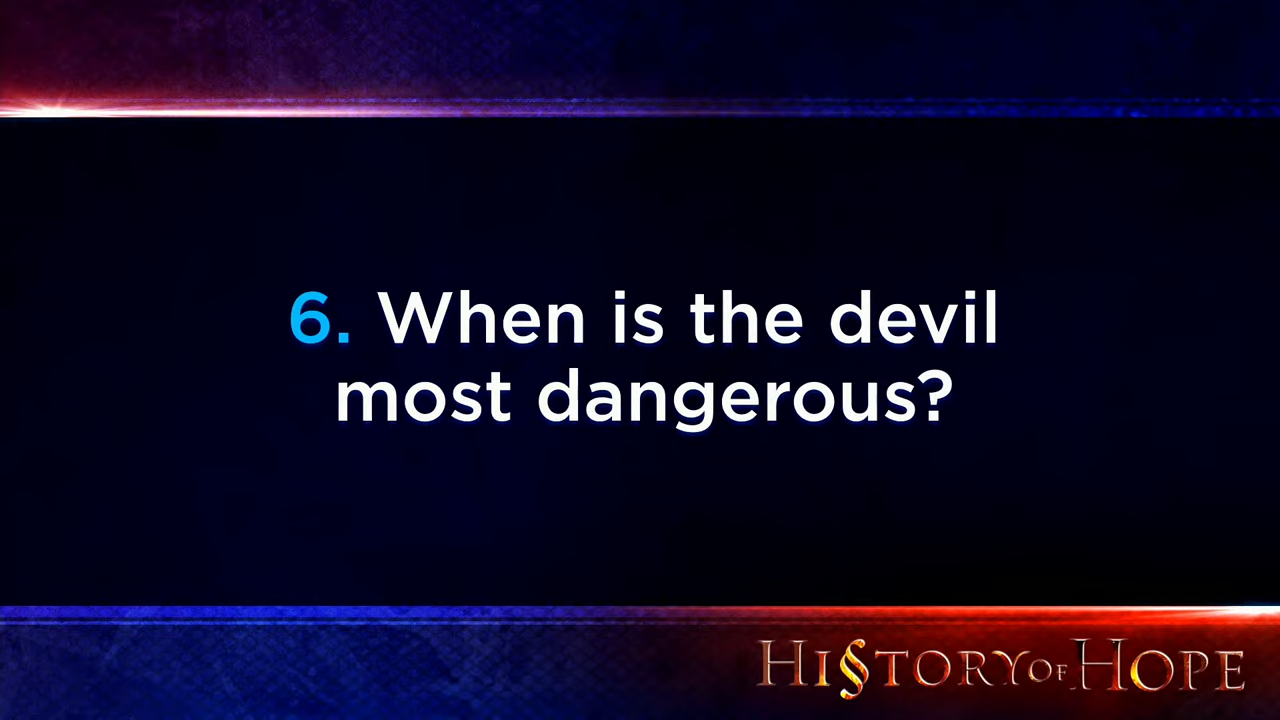 6. When is the devil
most dangerous?
HISTORY OF HOPE